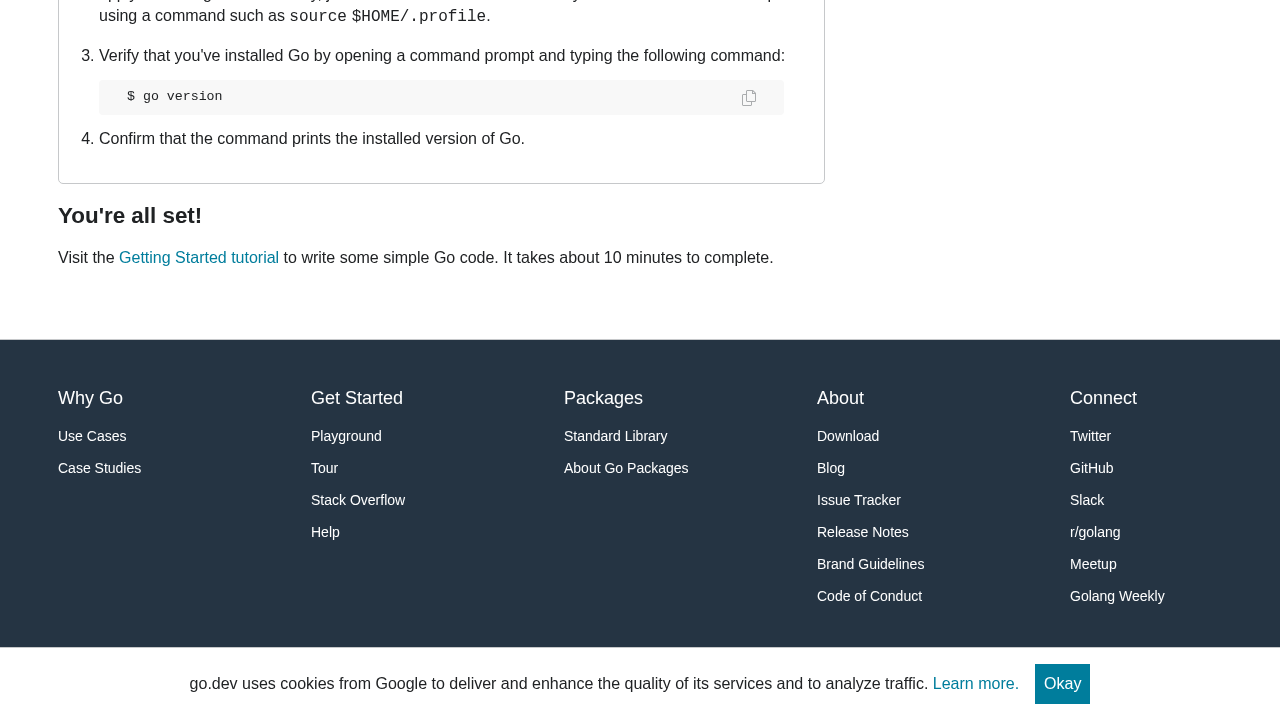 using a command such as source $HOME/.profile.
3. Verify that you've installed Go by opening a command prompt and typing the following command:
$ go version
4. Confirm that the command prints the installed version of Go.
You're all set!
Visit the Getting Started tutorial to write some simple Go code. It takes about 10 minutes to complete.
Why Go
Use Cases
Case Studies
Get Started
Playground
Tour
Stack Overflow
Help
Packages
Standard Library
About Go Packages
About
Download
Blog
Issue Tracker
Release Notes
Brand Guidelines
Code of Conduct
Connect
Twitter
GitHub
Slack
r/golang
Meetup
Golang Weekly
go.dev uses cookies from Google to deliver and enhance the quality of its services and to analyze traffic. Learn more.
Okay